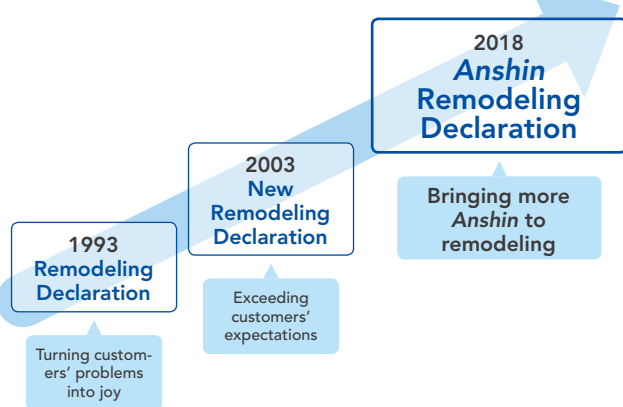 1993
Remodeling
Declaration
Turning custom-
ers' problems
into joy
2003
New
Remodeling
Declaration
Exceeding
customers'
expectations
2018
Anshin
Remodeling
Declaration
Bringing more
Anshin to
remodeling